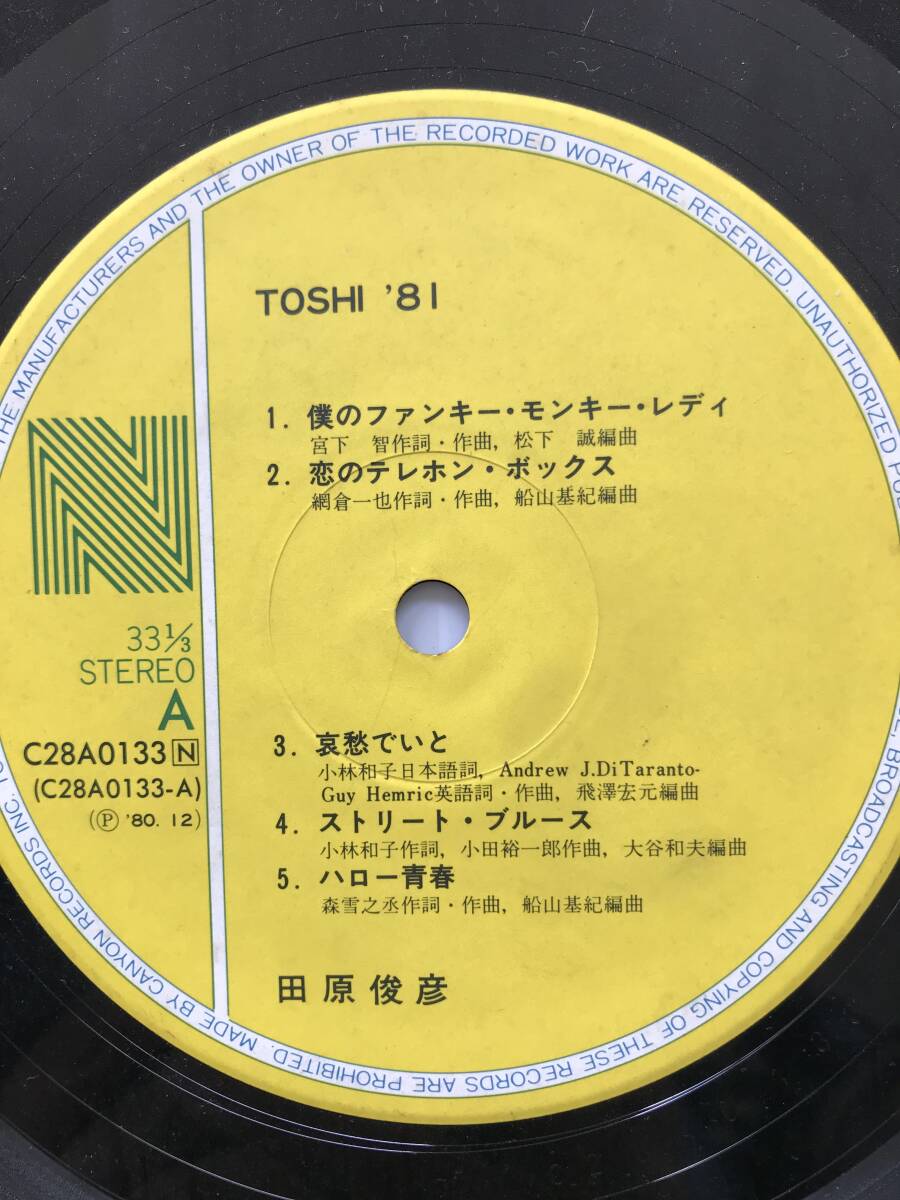 THE MANUFACTURERS AND THE OWNER OF THE RECORDED WORK ARE RESERVED. UNAUTHORIZED
BROADCASTING AND COPYING OF THESE RECORDS ARE PROHIBITED. MADE BY CANYON RECORDS INC.
TOSHI '81
1. 僕のファンキー・モンキー・レディ
宮下 智作詞・作曲, 松下 誠編曲
2. 恋のテレホン・ボックス
網倉一也作詞・作曲, 船山基紀編曲
N
33⅓
STEREO
A
C28A0133 N
(C28A0133-A)
(Ⓟ '80. 12)
3. 哀愁でいと
小林和子日本語詞, Andrew J.DiTaranto-
Guy Hemric英語詞・作曲, 飛澤宏元編曲
4. ストリート・ブルース
小林和子作詞, 小田裕一郎作曲, 大谷和夫編曲
5. ハロー青春
森雪之丞作詞・作曲, 船山基紀編曲
田原俊彦